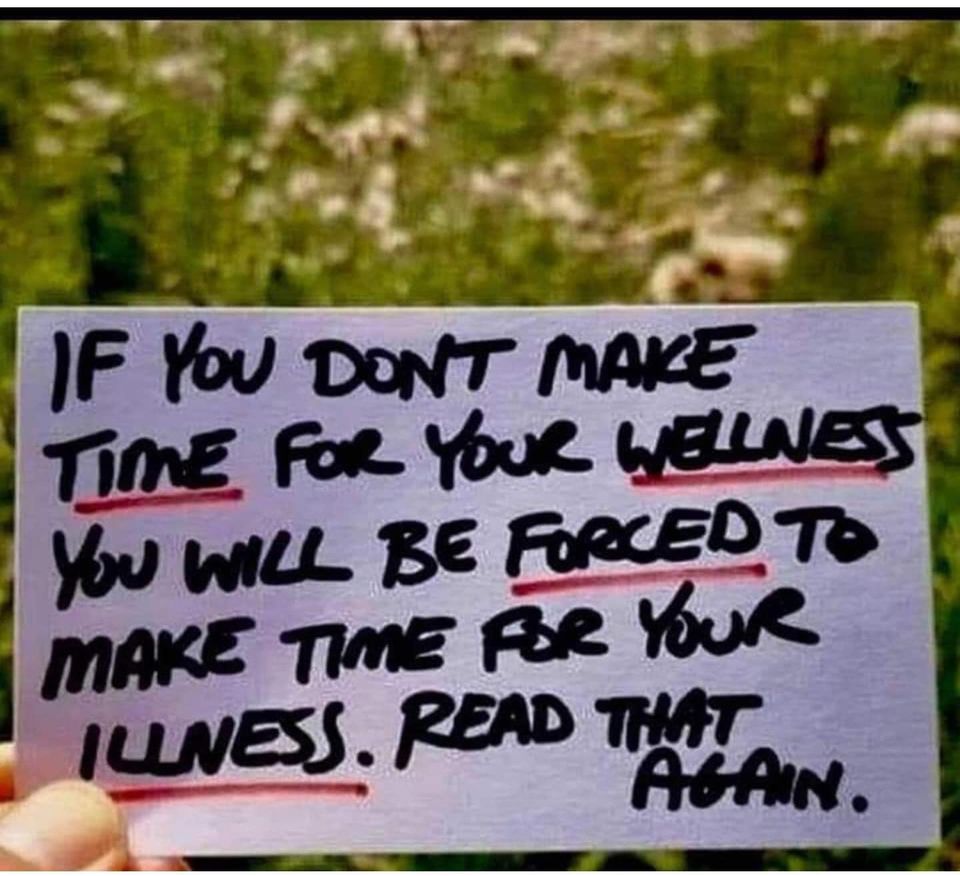 IF YOU DONT MAKE
TIME FOR YOUR WELLNESS
YOU WILL BE FORCED TO
MAKE TIME FOR YOUR
ILLNESS. READ THAT
AGAIN.